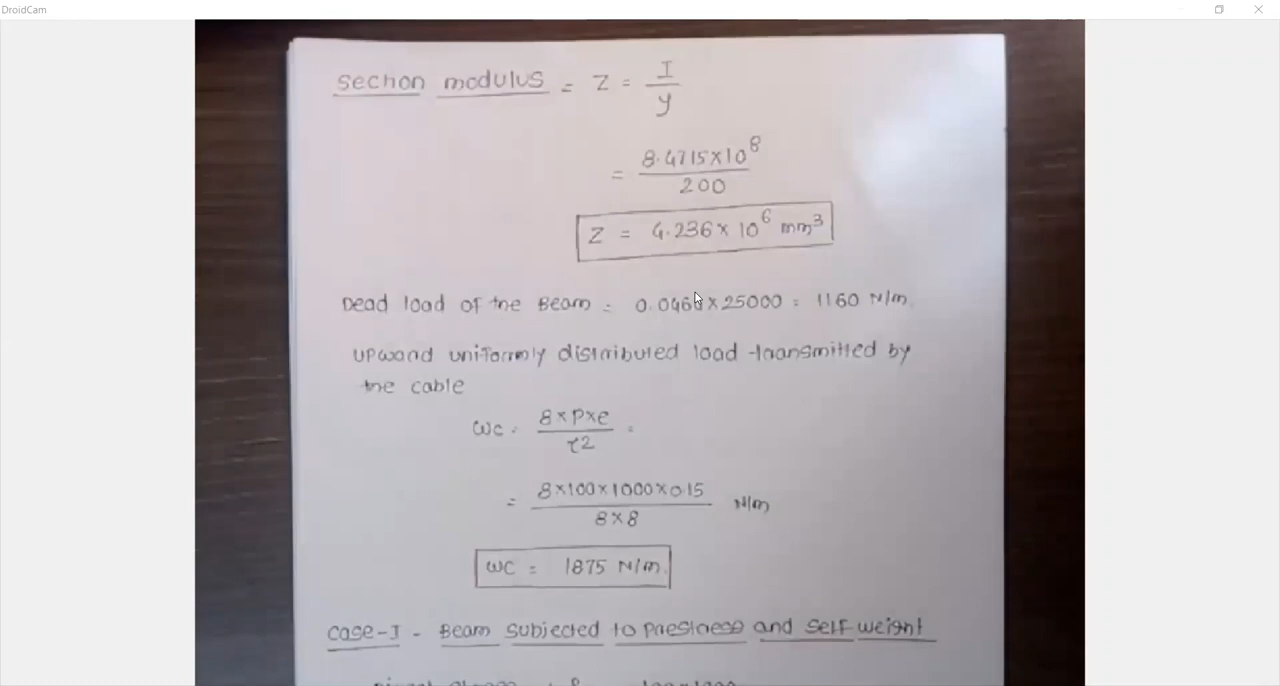 DroidCam
Section modulus = Z = I
y
= 8.4715×10^8
200
Z = 4.236 × 10^6 mm^3
Dead load of the Beam = 0.0464×25000 = 1160 N/m.
upward uniformly distributed load transmitted by
the cable
wc = 8×P×e =
l^2
= 8×100×1000×0.15 N/m
8×8
wc = 1875 N/m.
Case-I - Beam Subjected to Prestress and Self weight